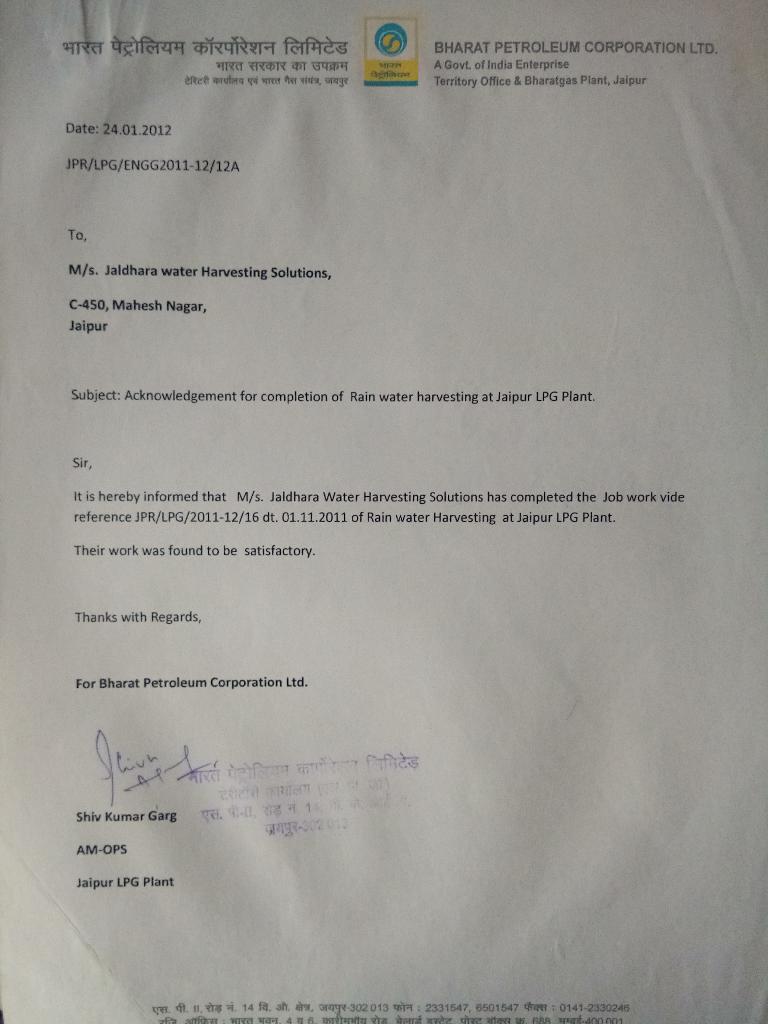 भारत पेट्रोलियम कॉरपोरेशन लिमिटेड
भारत सरकार का उपक्रम
टेरिटरी कार्यालय एवं भारत गैस संयंत्र, जयपुर
भारत
पेट्रोलियम
BHARAT PETROLEUM CORPORATION LTD.
A Govt. of India Enterprise
Territory Office & Bharatgas Plant, Jaipur
Date: 24.01.2012
JPR/LPG/ENGG2011-12/12A
To,
M/s. Jaldhara water Harvesting Solutions,
C-450, Mahesh Nagar,
Jaipur
Subject: Acknowledgement for completion of Rain water harvesting at Jaipur LPG Plant.
Sir,
It is hereby informed that M/s. Jaldhara Water Harvesting Solutions has completed the Job work vide
reference JPR/LPG/2011-12/16 dt. 01.11.2011 of Rain water Harvesting at Jaipur LPG Plant.
Their work was found to be satisfactory.
Thanks with Regards,
For Bharat Petroleum Corporation Ltd.
Shiv
भारत पेट्रोलियम कार्पोरेशन लिमिटेड
टेरीटरी कार्यालय
एस. पी-II, रोड़ नं. 14
जयपुर-302 013
Shiv Kumar Garg
AM-OPS
Jaipur LPG Plant
एस. पी. II, रोड़ नं. 14 वि. औ. क्षेत्र, जयपुर-302 013 फोन : 2331547, 6501547 फैक्स : 0141-2330246
रजि. ऑफिस : भारत भवन, 4 व 6, करीमभॉय रोड, बेलार्ड इस्टेट, पोस्ट बॉक्स क्र. 688, मुम्बई-400 001